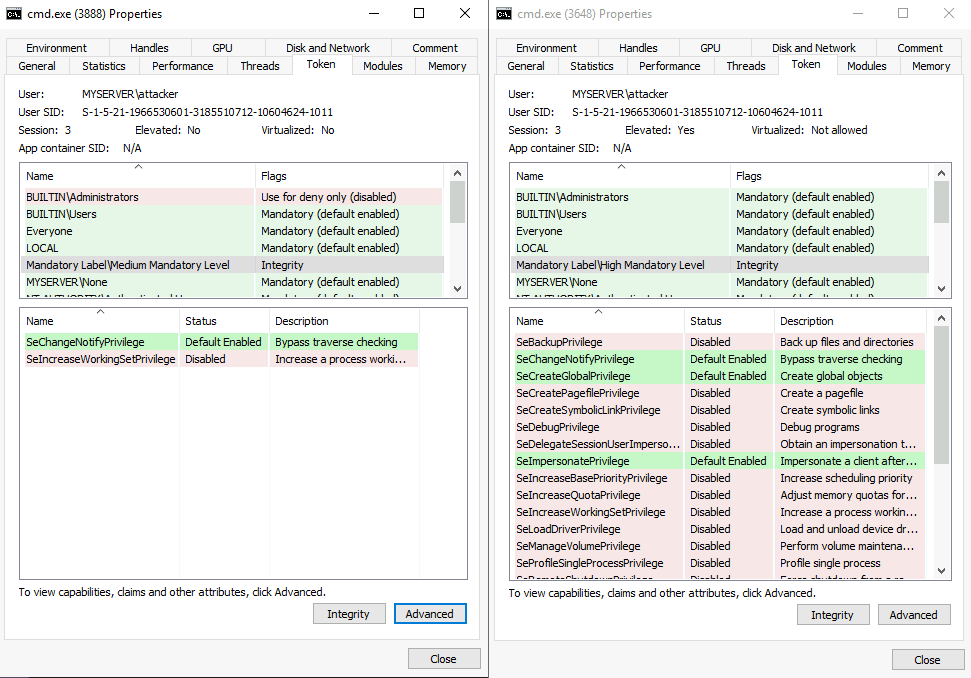 cmd.exe (3888) Properties
Environment Handles GPU Disk and Network Comment
General Statistics Performance Threads Token Modules Memory
User: MYSERVER\attacker
User SID: S-1-5-21-1966530601-3185510712-10604624-1011
Session: 3 Elevated: No Virtualized: No
App container SID: N/A
Name Flags
BUILTIN\Administrators Use for deny only (disabled)
BUILTIN\Users Mandatory (default enabled)
Everyone Mandatory (default enabled)
LOCAL Mandatory (default enabled)
Mandatory Label\Medium Mandatory Level Integrity
MYSERVER\None Mandatory (default enabled)
Name Status Description
SeChangeNotifyPrivilege Default Enabled Bypass traverse checking
SeIncreaseWorkingSetPrivilege Disabled Increase a process worki...
To view capabilities, claims and other attributes, click Advanced.
Integrity Advanced
Close
cmd.exe (3648) Properties
Environment Handles GPU Disk and Network Comment
General Statistics Performance Threads Token Modules Memory
User: MYSERVER\attacker
User SID: S-1-5-21-1966530601-3185510712-10604624-1011
Session: 3 Elevated: Yes Virtualized: Not allowed
App container SID: N/A
Name Flags
BUILTIN\Administrators Mandatory (default enabled)
BUILTIN\Users Mandatory (default enabled)
Everyone Mandatory (default enabled)
LOCAL Mandatory (default enabled)
Mandatory Label\High Mandatory Level Integrity
MYSERVER\None Mandatory (default enabled)
Name Status Description
SeBackupPrivilege Disabled Back up files and directories
SeChangeNotifyPrivilege Default Enabled Bypass traverse checking
SeCreateGlobalPrivilege Default Enabled Create global objects
SeCreatePagefilePrivilege Disabled Create a pagefile
SeCreateSymbolicLinkPrivilege Disabled Create symbolic links
SeDebugPrivilege Disabled Debug programs
SeDelegateSessionUserImperso... Disabled Obtain an impersonation t...
SeImpersonatePrivilege Default Enabled Impersonate a client after...
SeIncreaseBasePriorityPrivilege Disabled Increase scheduling priority
SeIncreaseQuotaPrivilege Disabled Adjust memory quotas for...
SeIncreaseWorkingSetPrivilege Disabled Increase a process workin...
SeLoadDriverPrivilege Disabled Load and unload device dr...
SeManageVolumePrivilege Disabled Perform volume maintena...
SeProfileSingleProcessPrivilege Disabled Profile single process
To view capabilities, claims and other attributes, click Advanced.
Integrity Advanced
Close